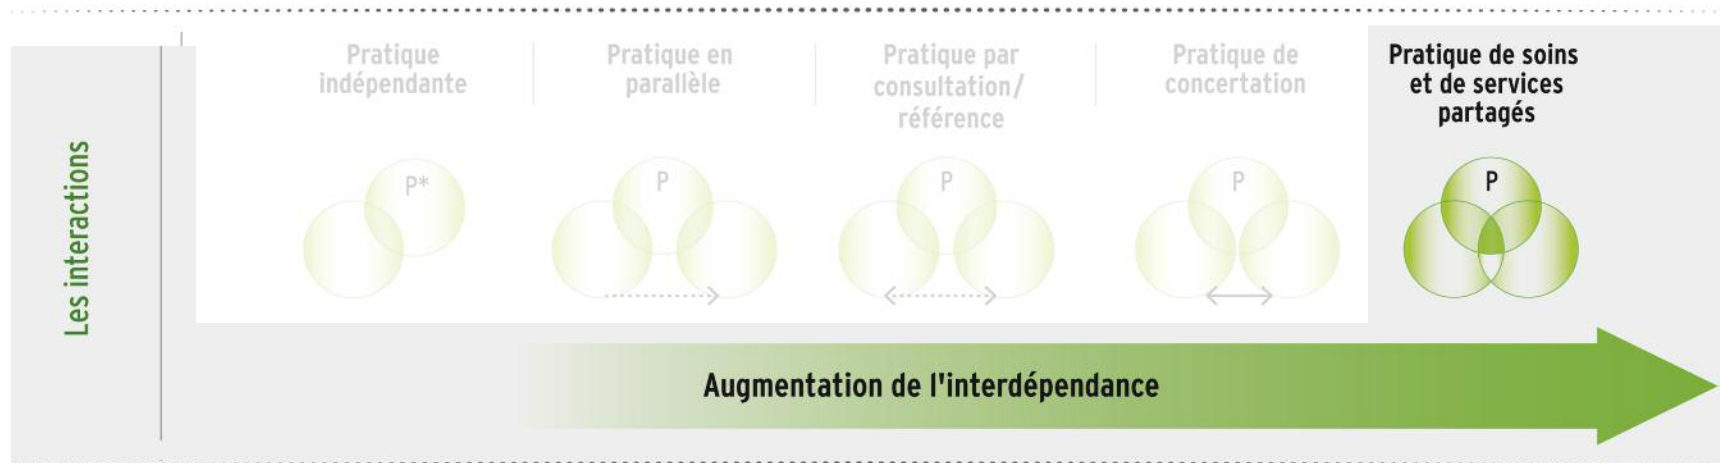 Pratique
indépendante
Pratique en
parallèle
Pratique par
consultation/
référence
Pratique de
concertation
Pratique de soins
et de services
partagés
Les interactions
P*
P
P
P
P
Augmentation de l'interdépendance